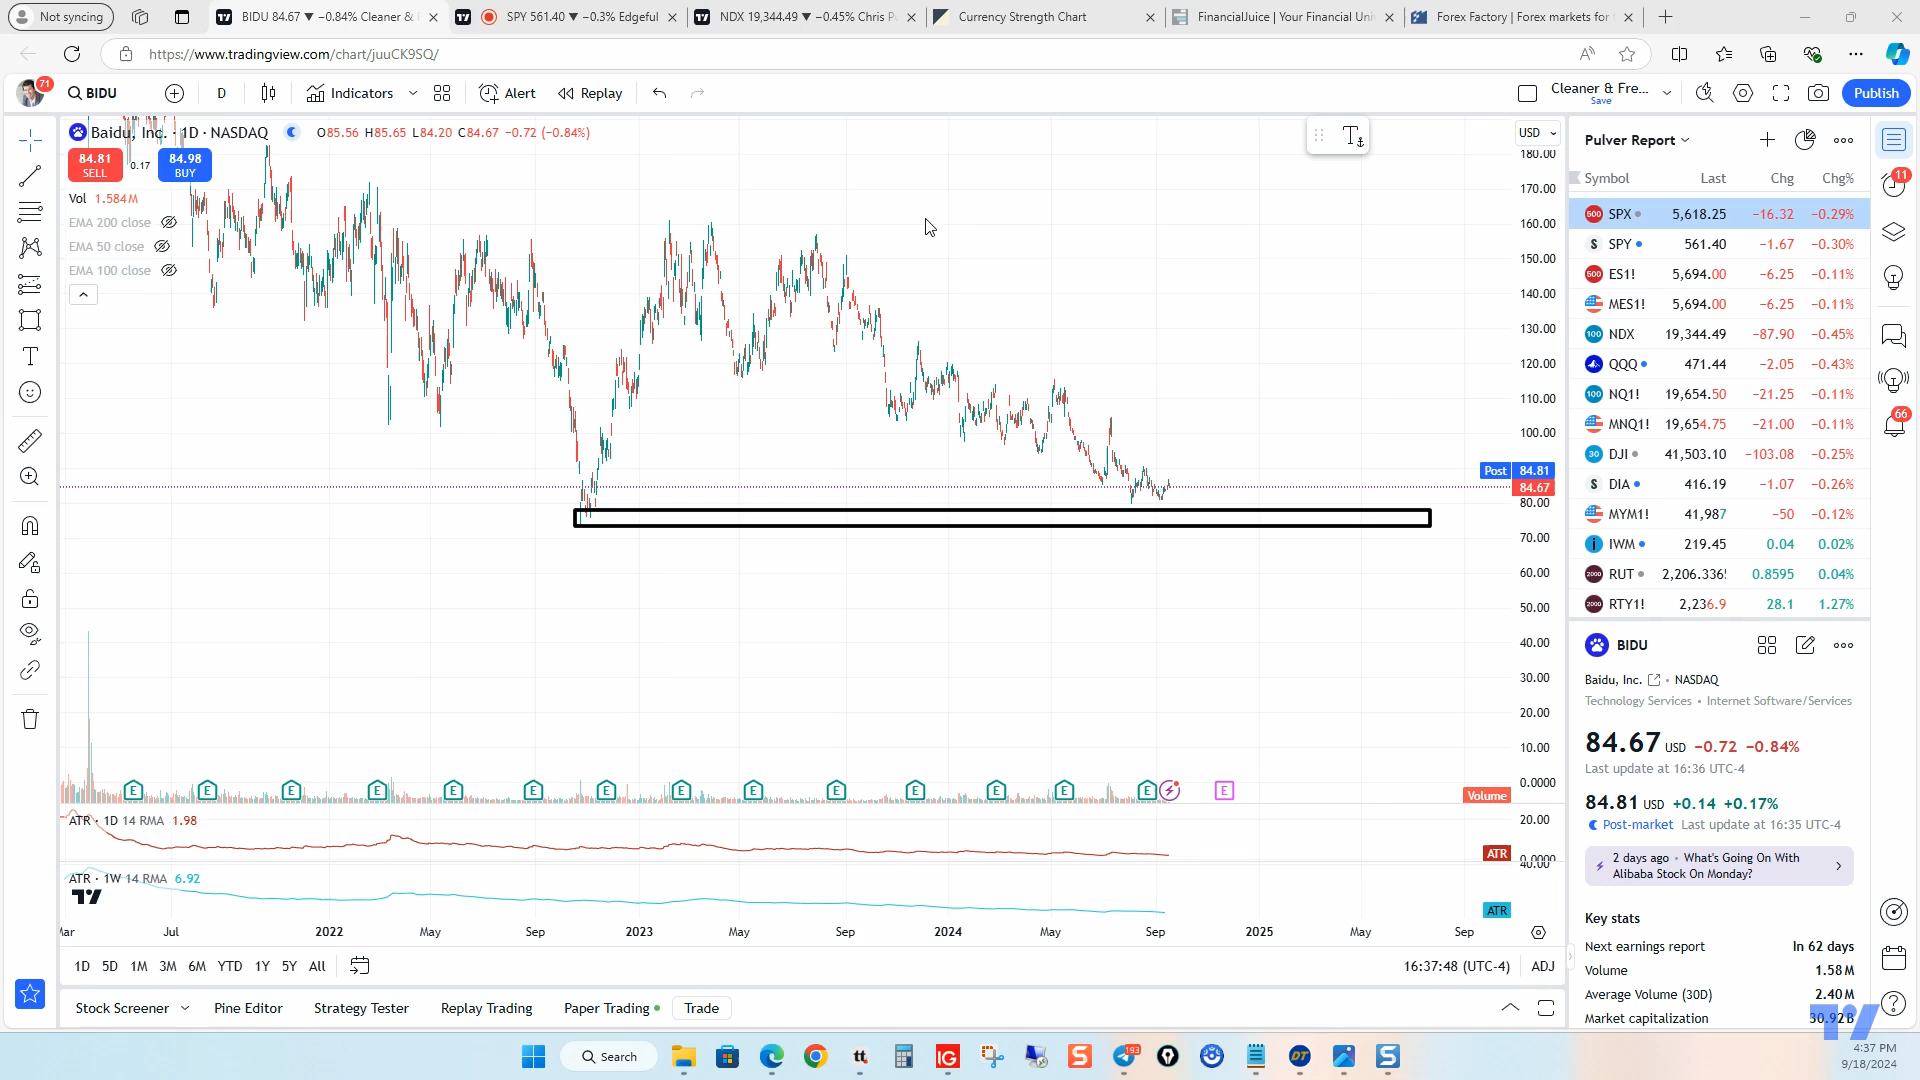 Not syncing
BIDU 84.67 ▼ −0.84% Cleaner &
SPY 561.40 ▼ −0.3% Edgeful
NDX 19,344.49 ▼ −0.45% Chris
Currency Strength Chart
FinancialJuice | Your Financial
Forex Factory | Forex markets for
https://www.tradingview.com/chart/juuCK9SQ/
71
BIDU
D
Indicators
Alert
Replay
Cleaner & Fre...
Save
Publish
Baidu, Inc. · 1D · NASDAQ
O85.56 H85.65 L84.20 C84.67 −0.72 (−0.84%)
84.81
SELL
0.17
84.98
BUY
Vol 1.584M
EMA 200 close
EMA 50 close
EMA 100 close
USD
180.00
170.00
160.00
150.00
140.00
130.00
120.00
110.00
100.00
Post 84.81
84.67
80.00
70.00
60.00
50.00
40.00
30.00
20.00
10.00
0.0000
Volume
E E E E E E E E E E E E E E E
ATR · 1D 14 RMA 1.98
20.00
ATR
0.0000
40.00
ATR · 1W 14 RMA 6.92
ATR
Mar Jul 2022 May Sep 2023 May Sep 2024 May Sep 2025 May Sep
1D 5D 1M 3M 6M YTD 1Y 5Y All
16:37:48 (UTC-4) ADJ
Stock Screener Pine Editor Strategy Tester Replay Trading Paper Trading Trade
Pulver Report
Symbol Last Chg Chg%
500 SPX 5,618.25 −16.32 −0.29%
S SPY 561.40 −1.67 −0.30%
500 ES1! 5,694.00 −6.25 −0.11%
MES1! 5,694.00 −6.25 −0.11%
100 NDX 19,344.49 −87.90 −0.45%
QQQ 471.44 −2.05 −0.43%
100 NQ1! 19,654.50 −21.25 −0.11%
MNQ1! 19,654.75 −21.00 −0.11%
30 DJI 41,503.10 −103.08 −0.25%
S DIA 416.19 −1.07 −0.26%
MYM1! 41,987 −50 −0.12%
IWM 219.45 0.04 0.02%
2000 RUT 2,206.336 0.8595 0.04%
2000 RTY1! 2,236.9 28.1 1.27%
11
66
BIDU
Baidu, Inc. • NASDAQ
Technology Services • Internet Software/Services
84.67 USD −0.72 −0.84%
Last update at 16:36 UTC-4
84.81 USD +0.14 +0.17%
Post-market Last update at 16:35 UTC-4
2 days ago • What's Going On With
Alibaba Stock On Monday?
Key stats
Next earnings report In 62 days
Volume 1.58M
Average Volume (30D) 2.40M
Market capitalization 30.92B
Search
tt
IG
S
193
DT
S
4:37 PM
9/18/2024